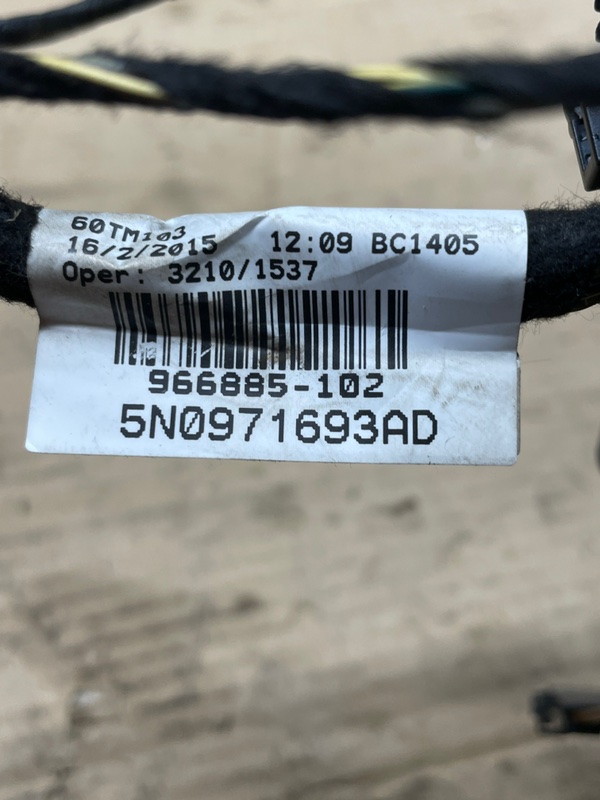 60TM103
16/2/2015 12:09 BC1405
Oper: 3210/1537
966885-102
5N0971693AD